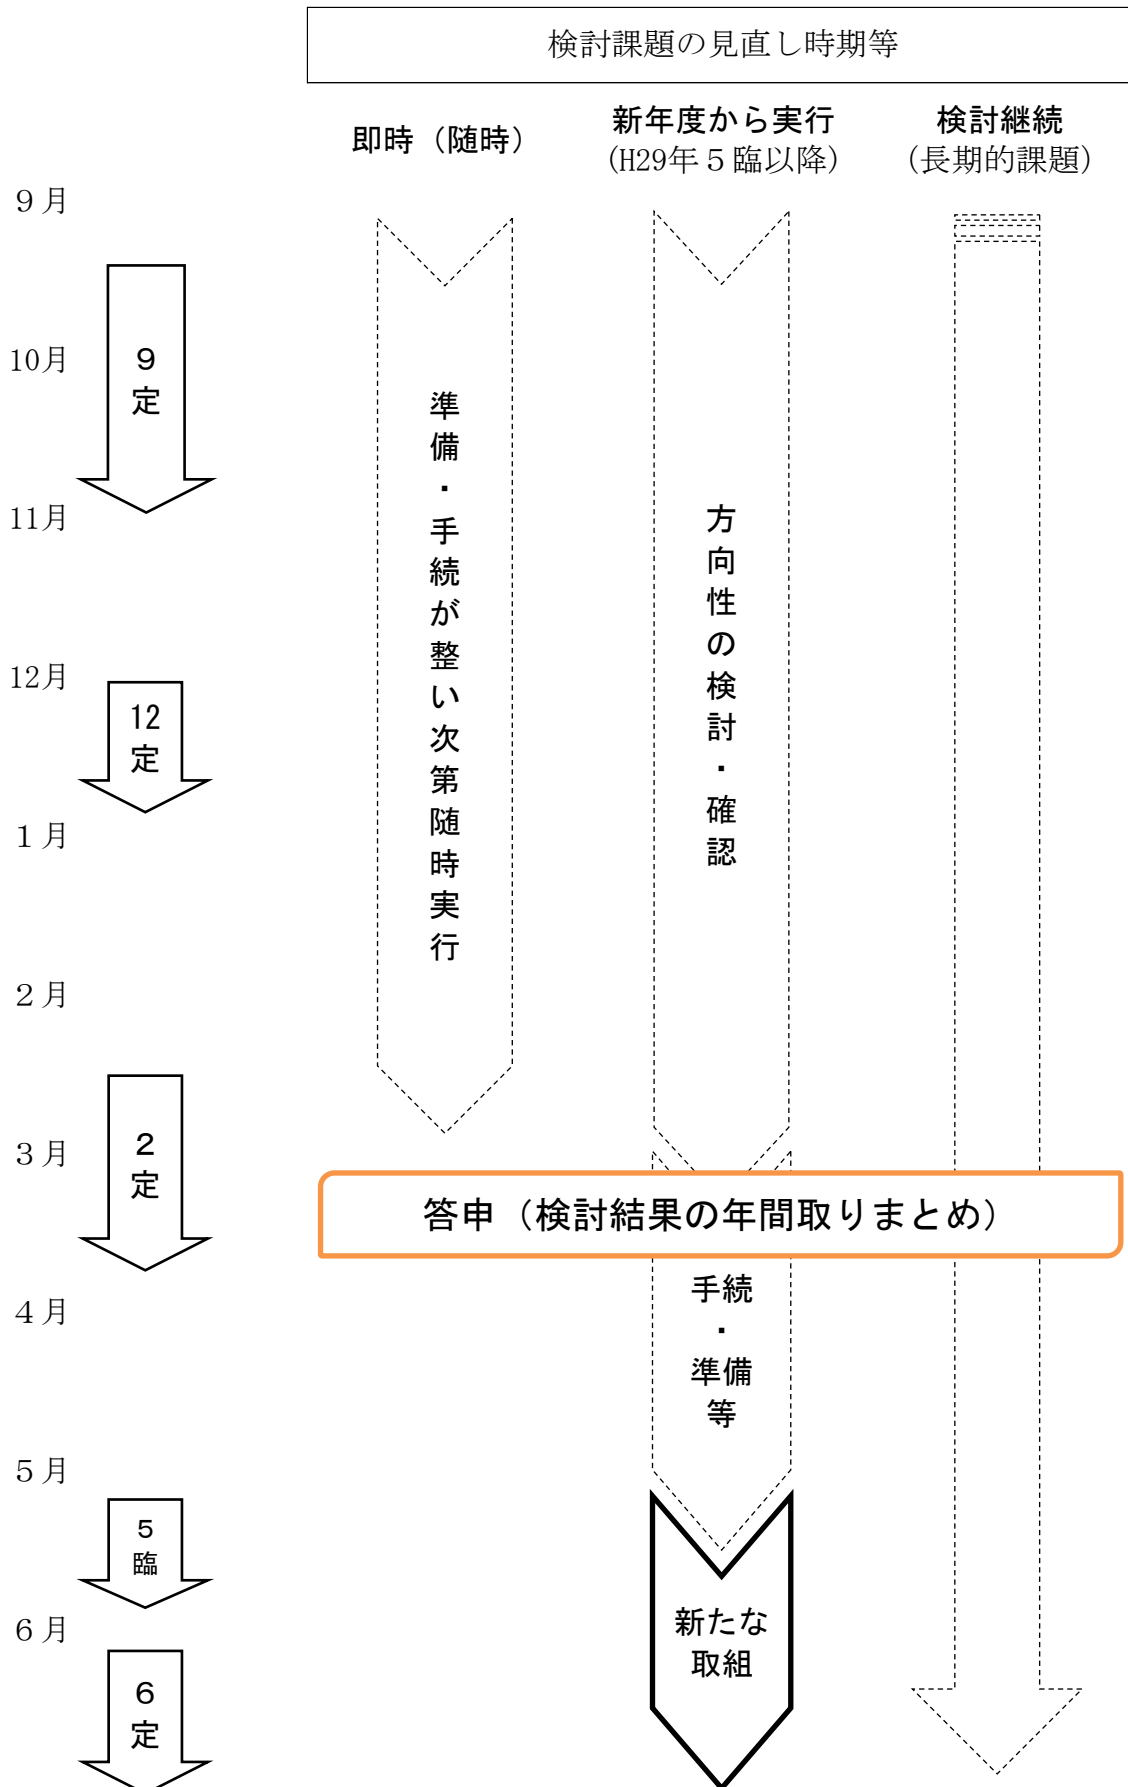 検討課題の見直し時期等
即時（随時）
新年度から実行
（H29年５臨以降）
検討継続
（長期的課題）
９月
10月
11月
12月
１月
２月
３月
４月
５月
６月
９
定
12
定
２
定
５
臨
６
定
準備・手続が整い次第随時実行
方向性の検討・確認
答申（検討結果の年間取りまとめ）
手続
・
準備
等
新たな
取組